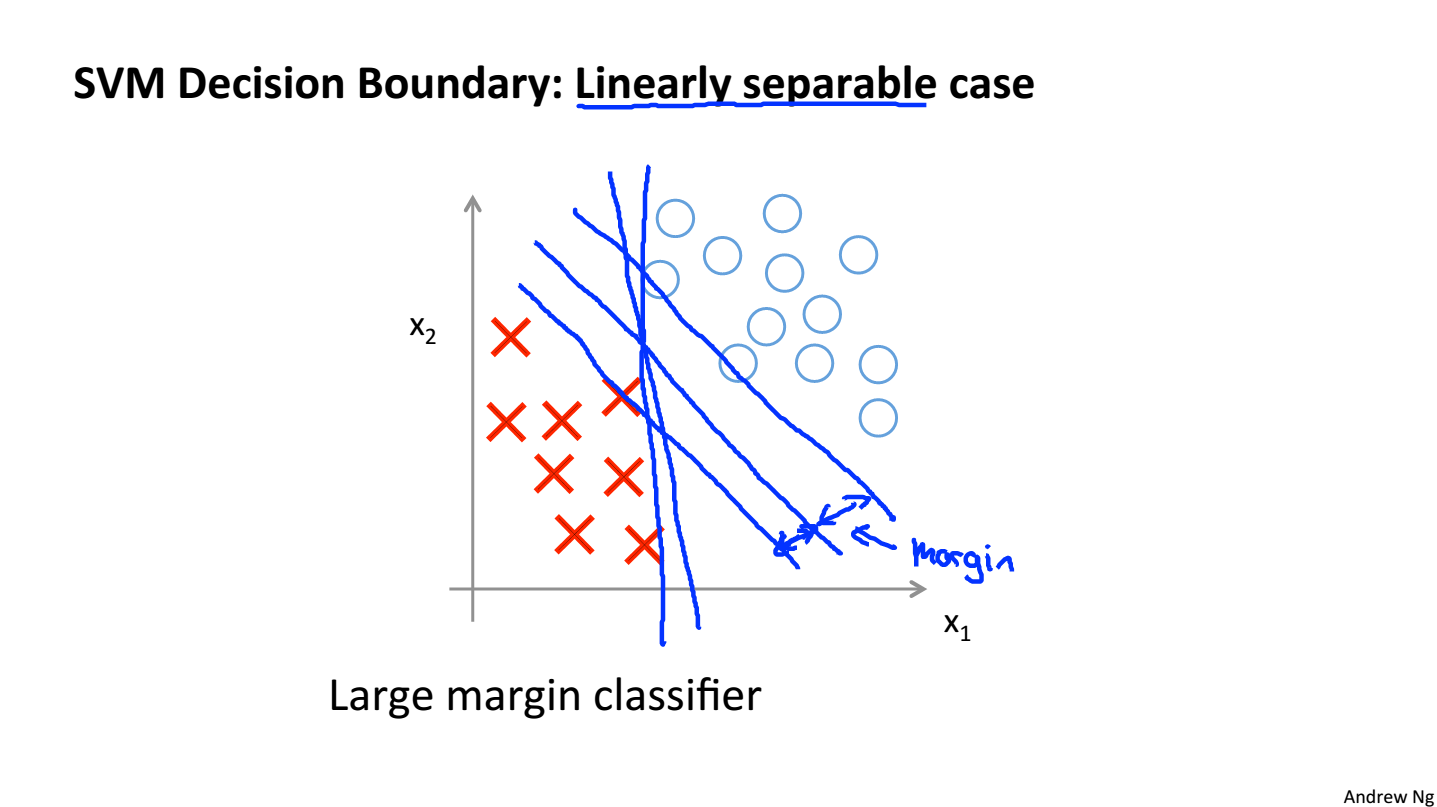 SVM Decision Boundary: Linearly separable case
x₂
margin
x₁
Large margin classifier
Andrew Ng